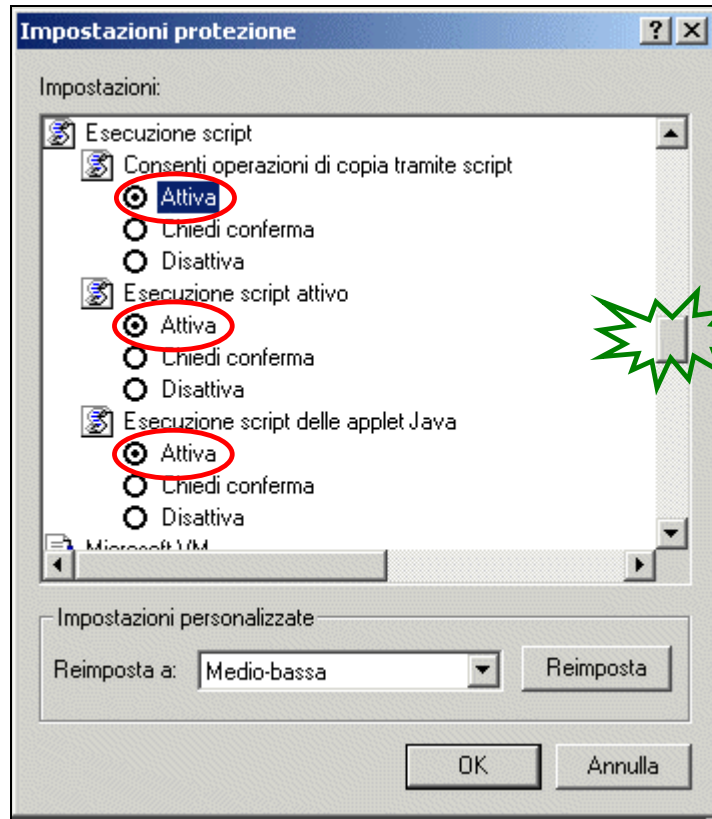 Impostazioni protezione
Impostazioni:
Esecuzione script
Consenti operazioni di copia tramite script
Attiva
Chiedi conferma
Disattiva
Esecuzione script attivo
Attiva
Chiedi conferma
Disattiva
Esecuzione script delle applet Java
Attiva
Chiedi conferma
Disattiva
Microsoft VM
Impostazioni personalizzate
Reimposta a: Medio-bassa Reimposta
OK Annulla